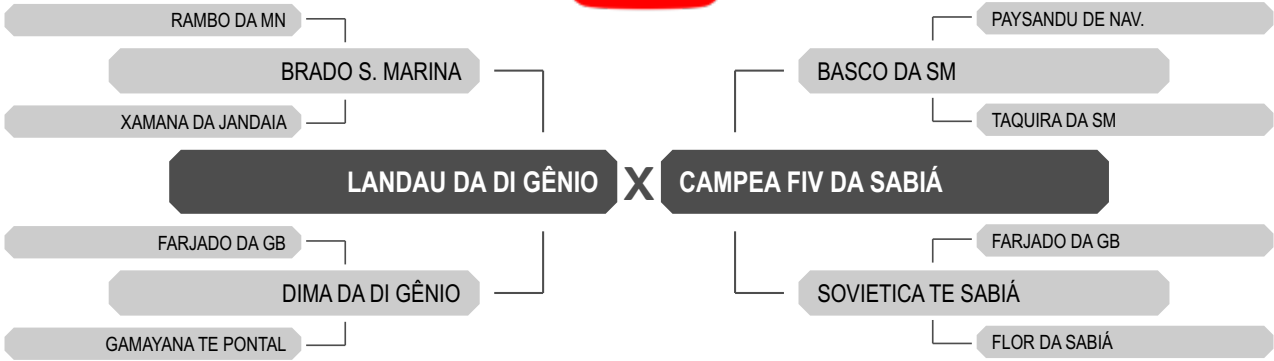 RAMBO DA MN
PAYSANDU DE NAV.
BRADO S. MARINA
BASCO DA SM
XAMANA DA JANDAIA
TAQUIRA DA SM
LANDAU DA DI GÊNIO X CAMPEA FIV DA SABIÁ
FARJADO DA GB
FARJADO DA GB
DIMA DA DI GÊNIO
SOVIETICA TE SABIÁ
GAMAYANA TE PONTAL
FLOR DA SABIÁ